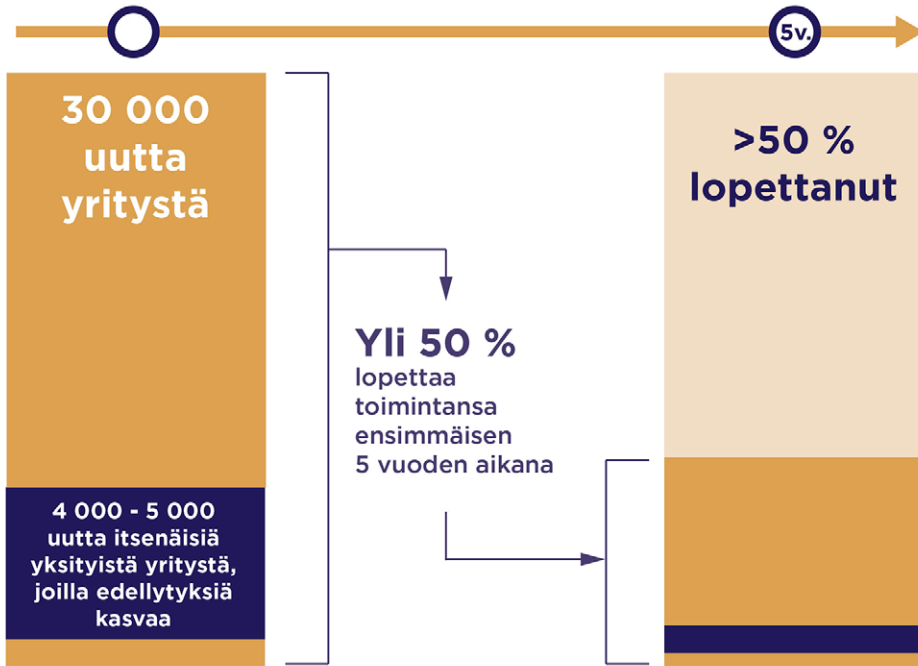 5v.
30 000
uutta
yritystä
>50 %
lopettanut
Yli 50 %
lopettaa
toimintansa
ensimmäisen
5 vuoden aikana
4 000 - 5 000
uutta itsenäisiä
yksityistä yritystä,
joilla edellytyksiä
kasvaa